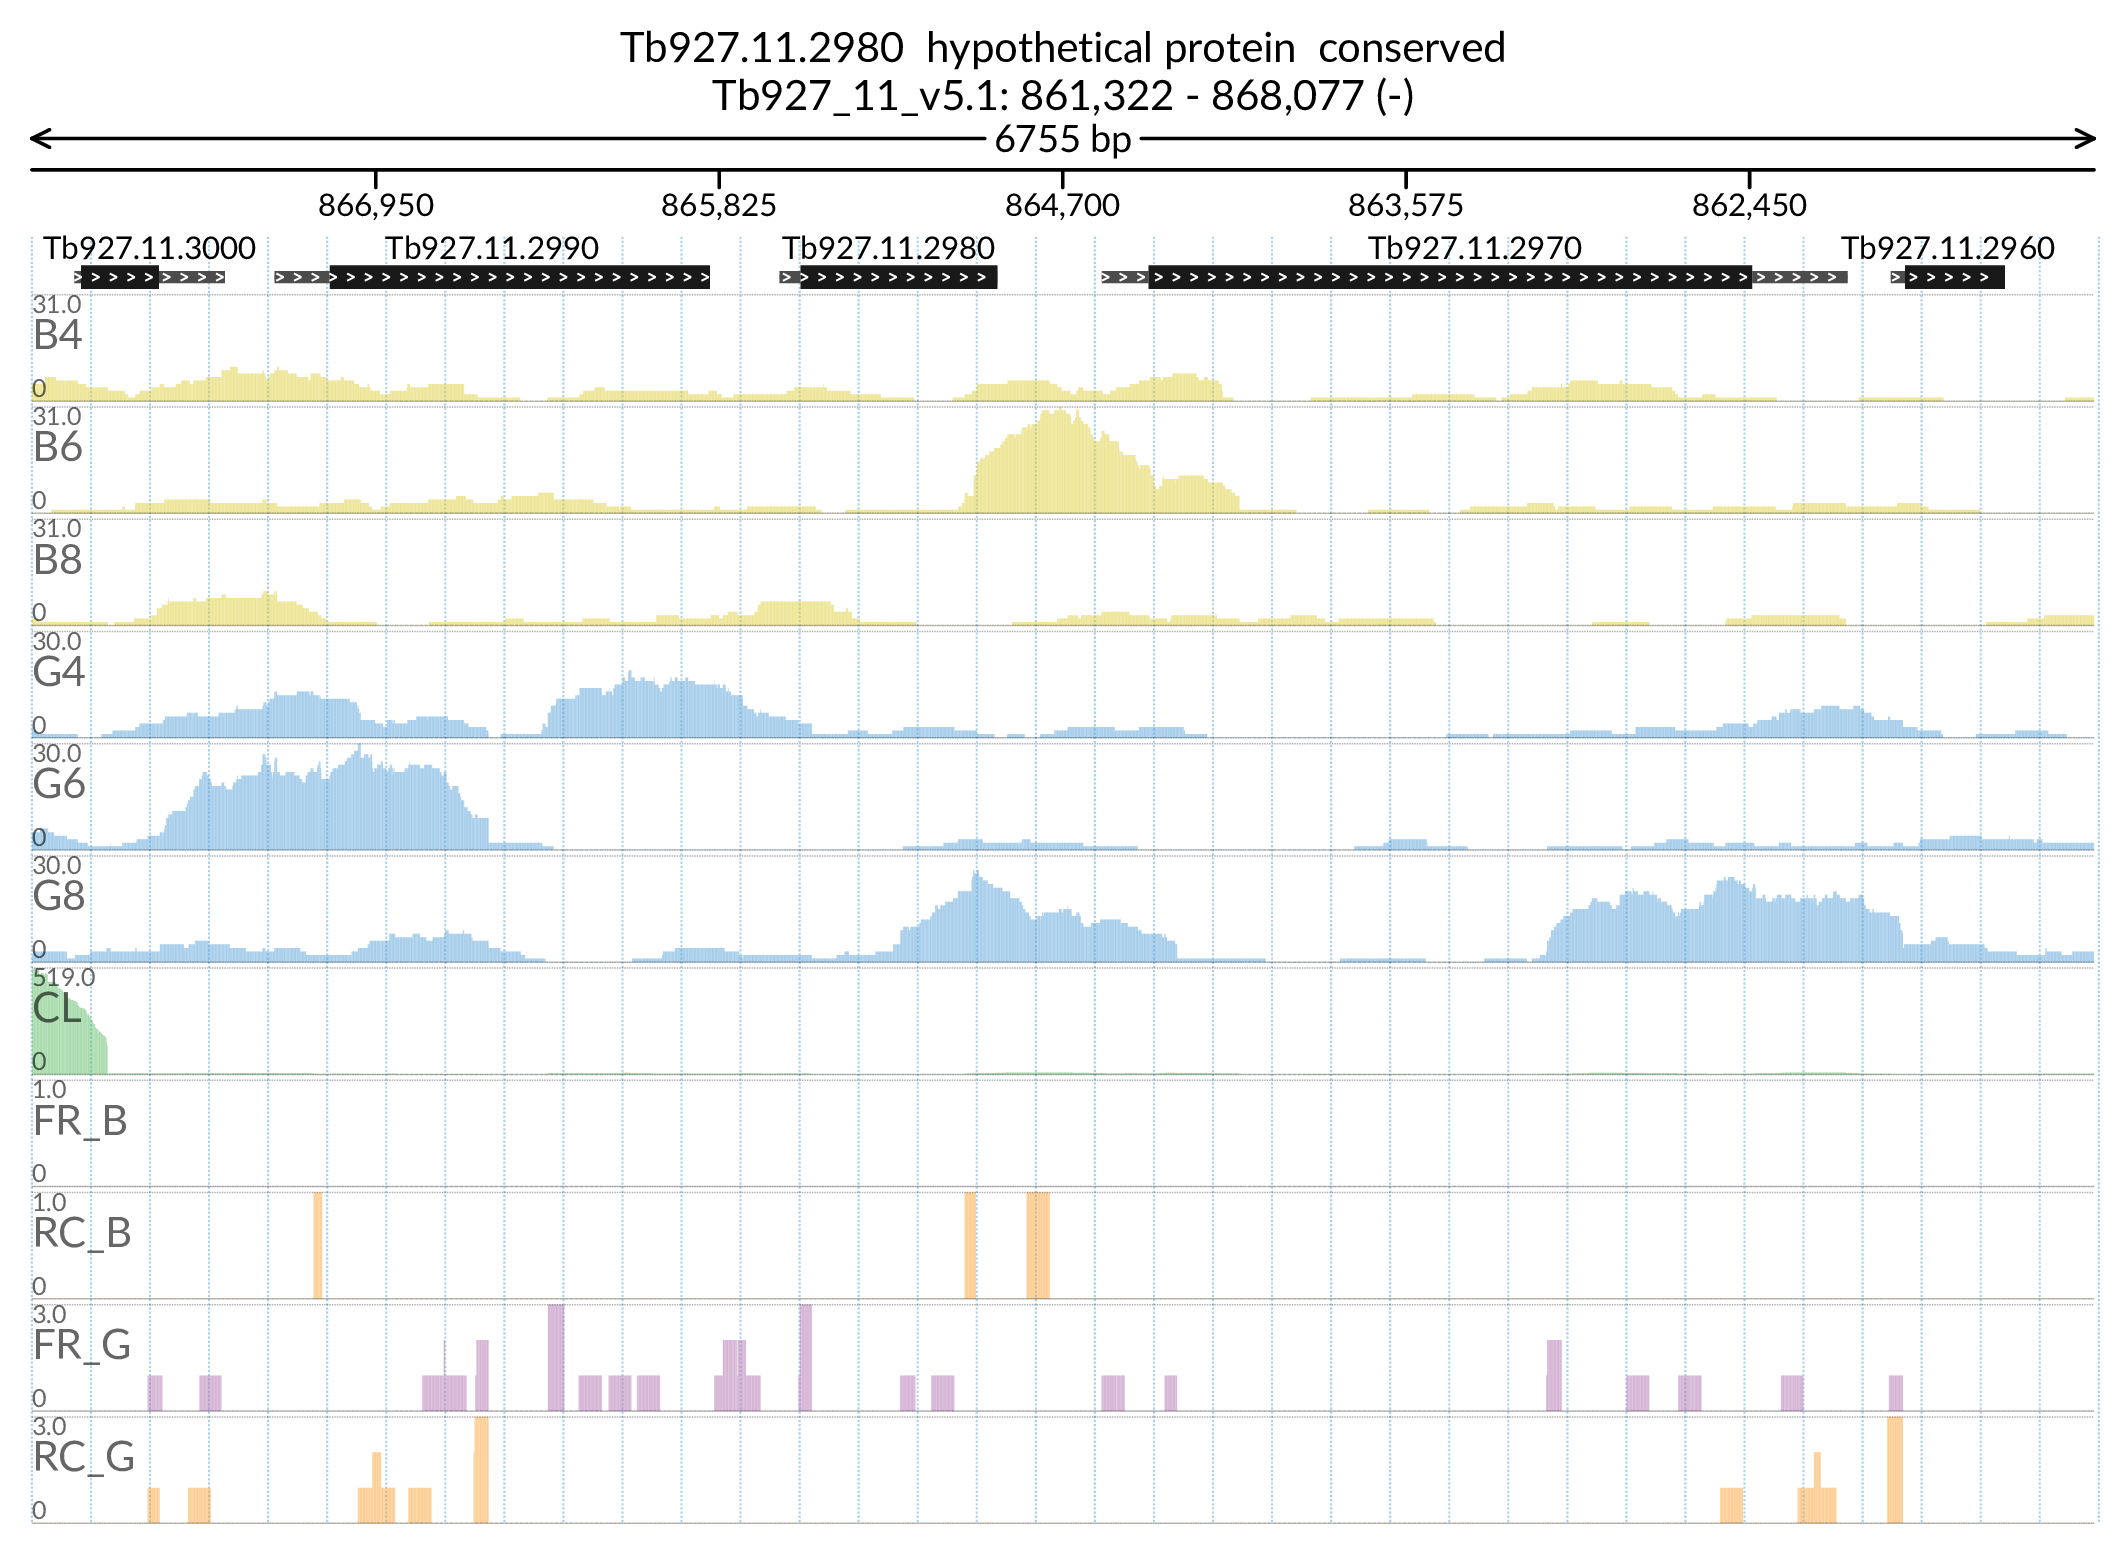 Tb927.11.2980 hypothetical protein conserved
Tb927_11_v5.1: 861,322 - 868,077 (-)
6755 bp
866,950 865,825 864,700 863,575 862,450
Tb927.11.3000 Tb927.11.2990 Tb927.11.2980 Tb927.11.2970 Tb927.11.2960
31.0
B4
0
31.0
B6
0
31.0
B8
0
30.0
G4
0
30.0
G6
0
30.0
G8
0
519.0
CL
0
1.0
FR_B
0
1.0
RC_B
0
3.0
FR_G
0
3.0
RC_G
0